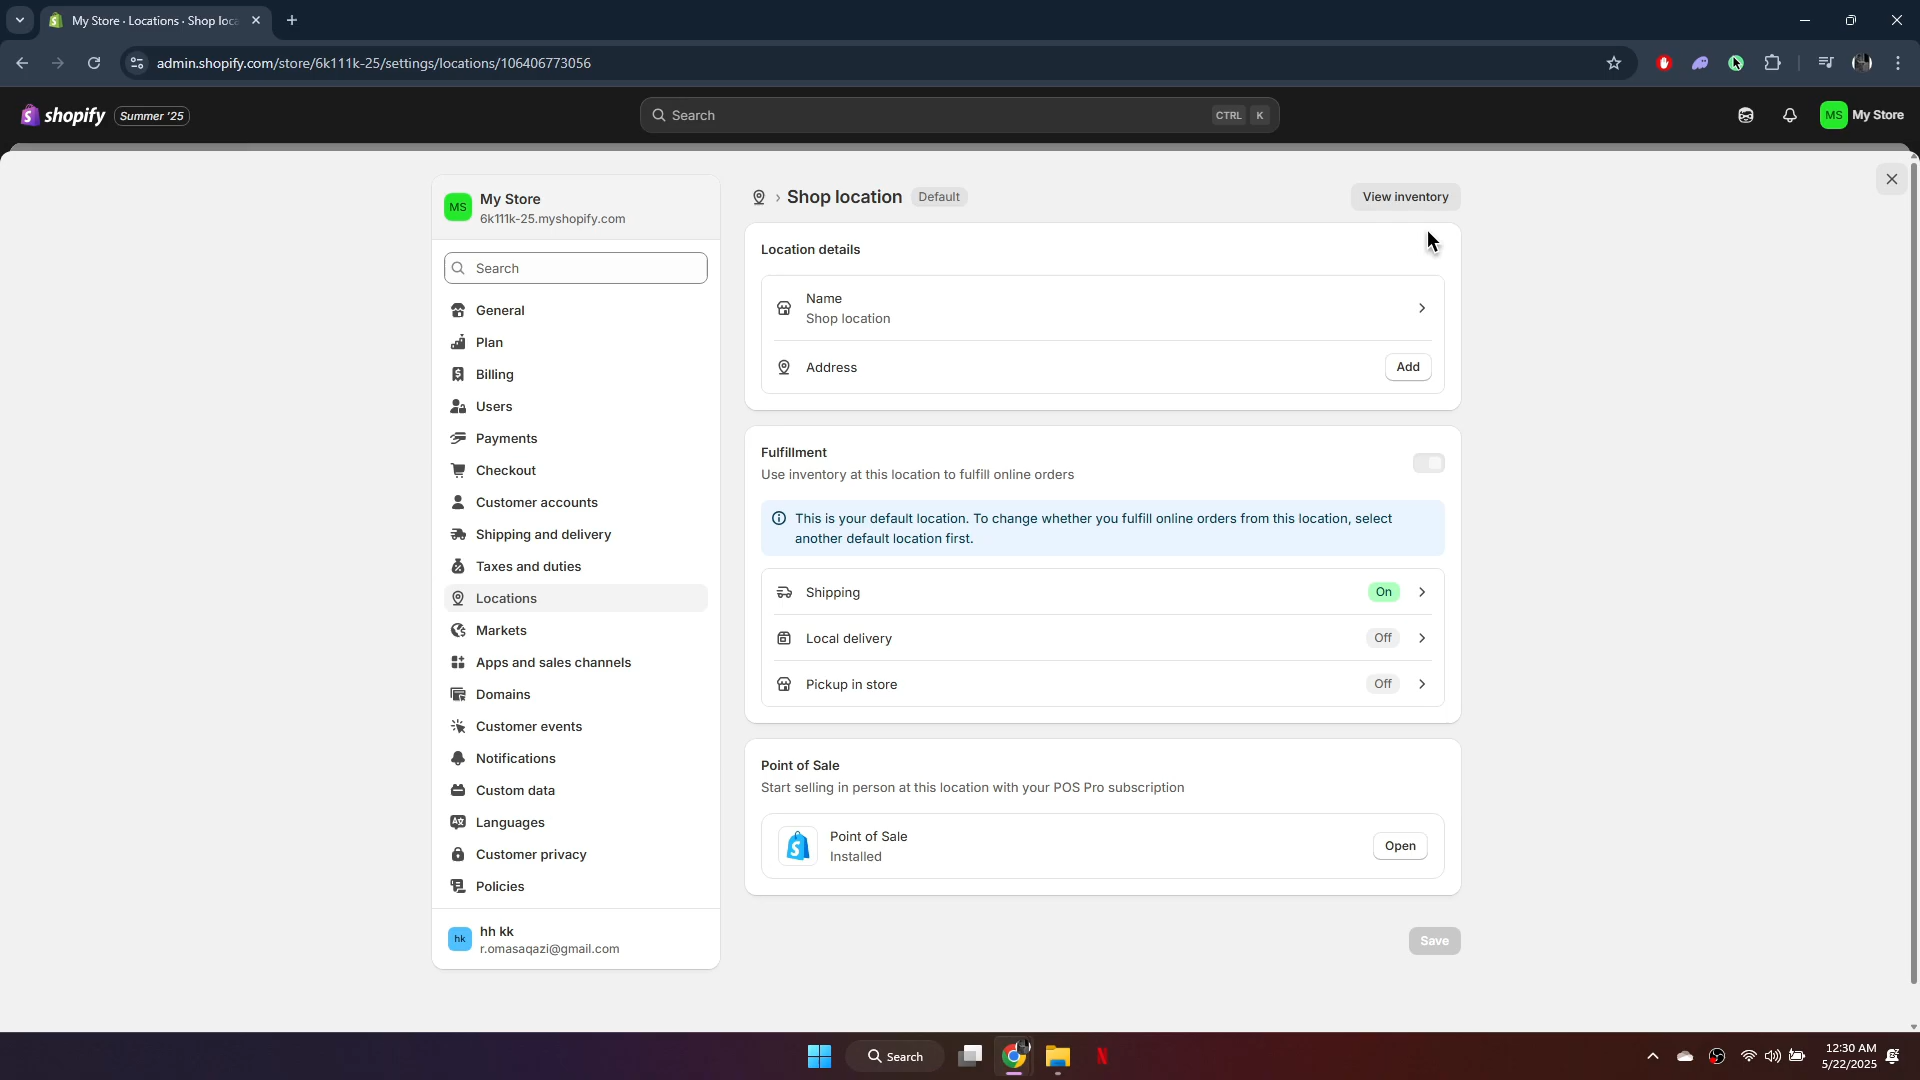 My Store · Locations · Shop loc
admin.shopify.com/store/6k111k-25/settings/locations/106406773056
shopify Summer '25
Search CTRL K
MS My Store
MS My Store
6k111k-25.myshopify.com
Search
General
Plan
Billing
Users
Payments
Checkout
Customer accounts
Shipping and delivery
Taxes and duties
Locations
Markets
Apps and sales channels
Domains
Customer events
Notifications
Custom data
Languages
Customer privacy
Policies
hk hh kk
r.omasaqazi@gmail.com
Shop location Default
View inventory
Location details
Name
Shop location
Address Add
Fulfillment
Use inventory at this location to fulfill online orders
This is your default location. To change whether you fulfill online orders from this location, select
another default location first.
Shipping On
Local delivery Off
Pickup in store Off
Point of Sale
Start selling in person at this location with your POS Pro subscription
Point of Sale
Installed
Open
Save
Search
12:30 AM
5/22/2025